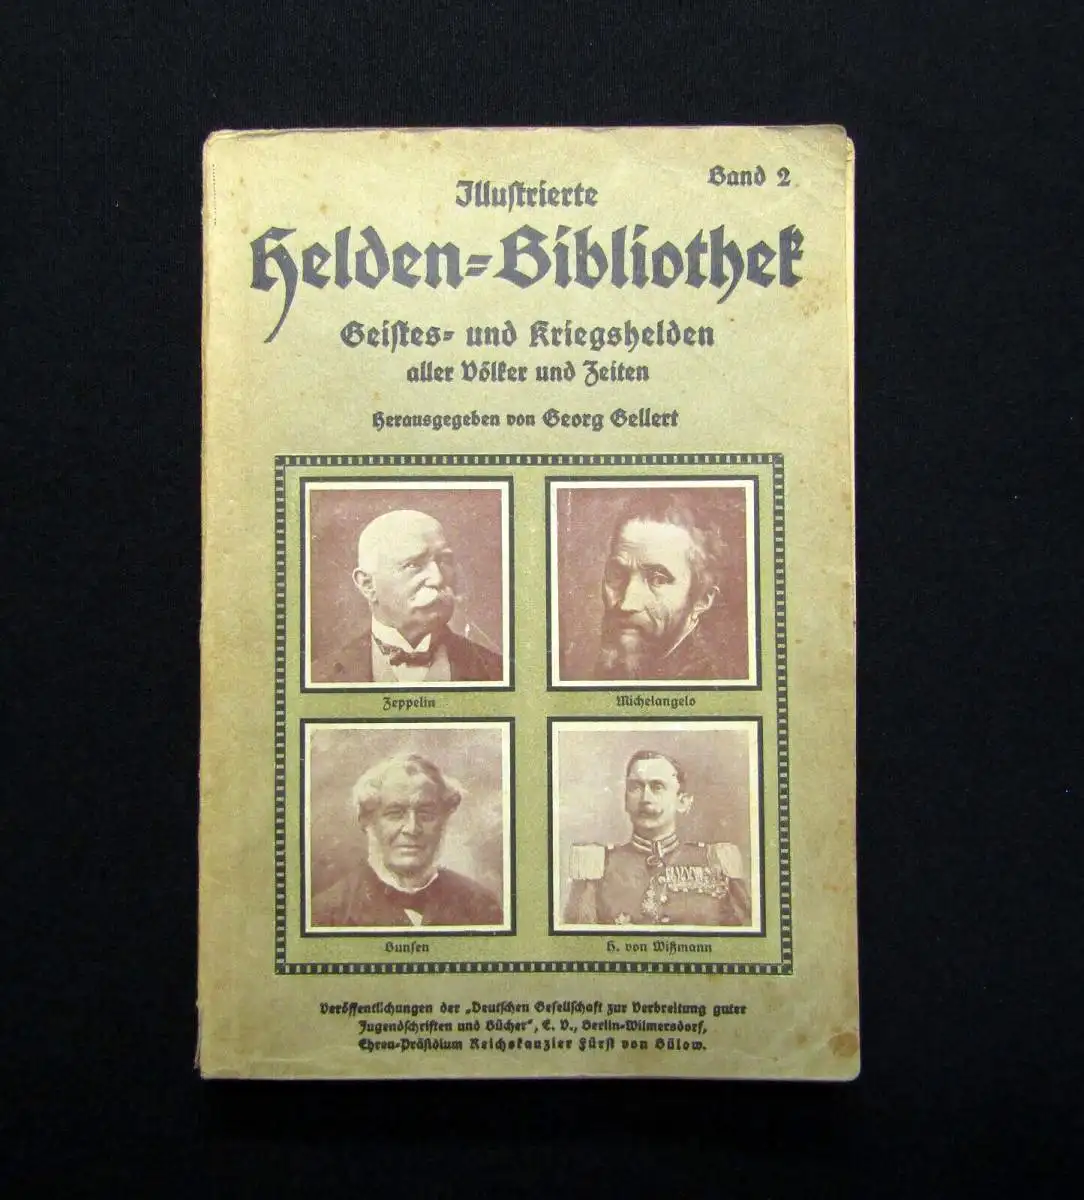 Band 2
Illustrierte
Helden-Bibliothek
Geistes- und Kriegshelden
aller Völker und Zeiten
Herausgegeben von Georg Gellert
Zeppelin
Michelangelo
Bunsen
H. von Wißmann
Veröffentlichungen der „Deutschen Gesellschaft zur Verbreitung guter
Jugendschriften und Bücher“, E. V., Berlin-Wilmersdorf,
Ehren-Präsidium Reichskanzler Fürst von Bülow.